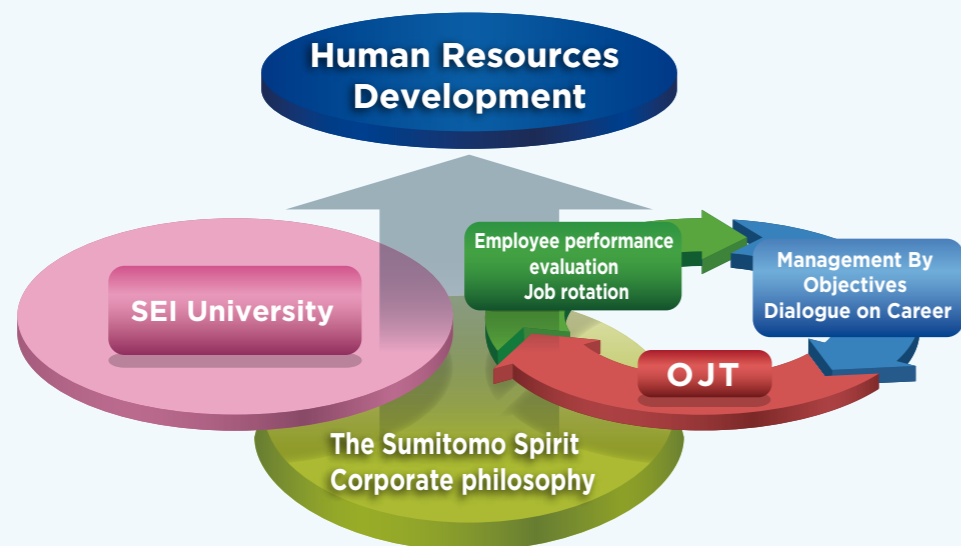 Human Resources
Development
SEI University
Employee performance
evaluation
Job rotation
Management By
Objectives
Dialogue on Career
OJT
The Sumitomo Spirit
Corporate philosophy